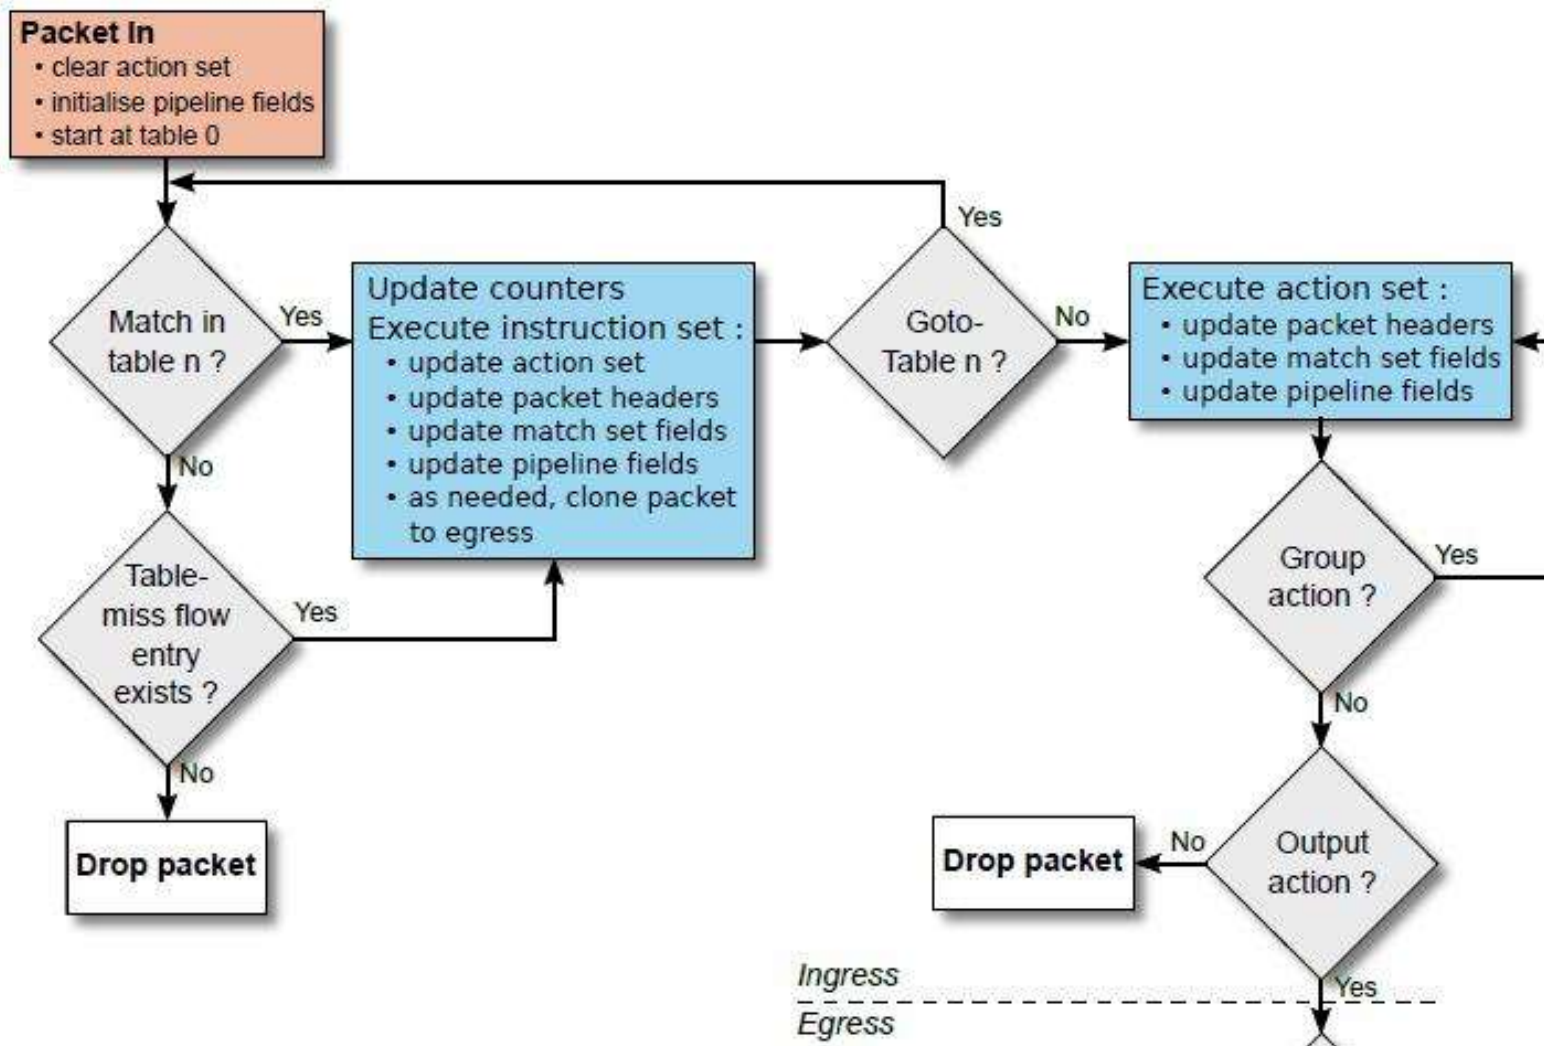 Packet In
• clear action set
• initialise pipeline fields
• start at table 0
Yes
Match in
table n ?
Yes
Update counters
Execute instruction set :
• update action set
• update packet headers
• update match set fields
• update pipeline fields
• as needed, clone packet
to egress
Goto-
Table n ?
No
Execute action set :
• update packet headers
• update match set fields
• update pipeline fields
No
Table-
miss flow
entry
exists ?
Yes
No
Drop packet
Group
action ?
Yes
No
Output
action ?
No
Drop packet
Yes
Ingress
Egress